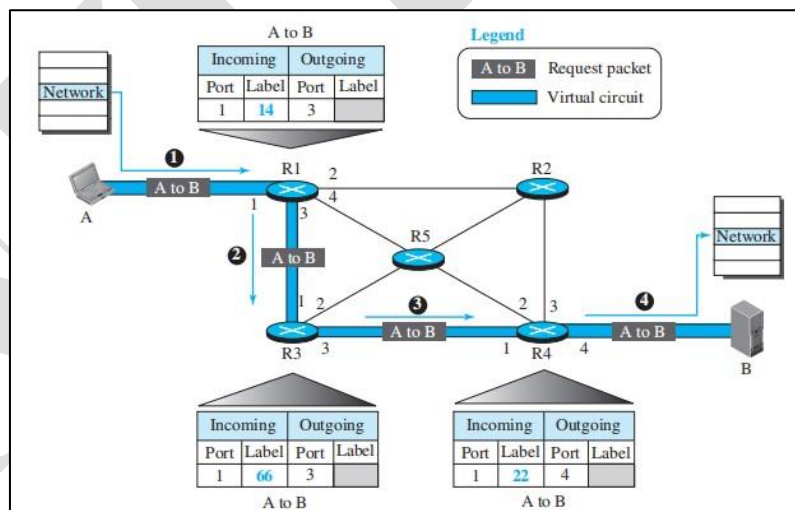 A to B
Incoming Outgoing
Port Label Port Label
1 14 3
Legend
A to B Request packet
Virtual circuit
Network
1
A to B
A
1
R1
2
4
3
R2
2
A to B
R5
Network
1
2
R3
3
3
A to B
2
3
1
R4
4
4
A to B
B
Incoming Outgoing
Port Label Port Label
1 66 3
A to B
Incoming Outgoing
Port Label Port Label
1 22 4
A to B